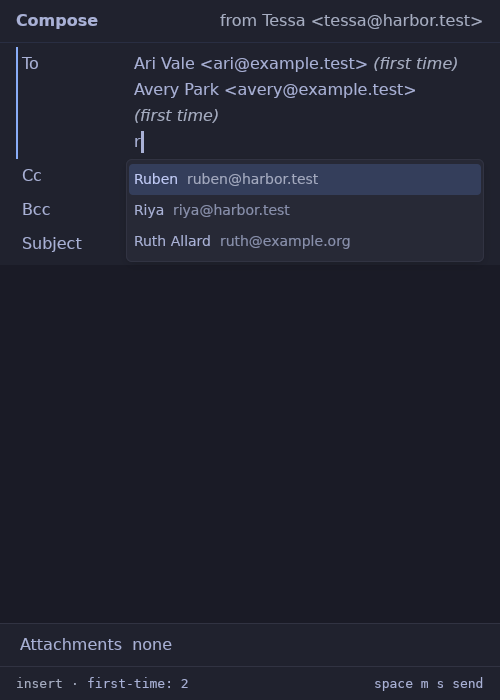 Compose from Tessa <tessa@harbor.test>
To Ari Vale <ari@example.test> (first time)
Avery Park <avery@example.test>
(first time)
r
Cc
Ruben ruben@harbor.test
Bcc
Riya riya@harbor.test
Subject
Ruth Allard ruth@example.org
Attachments none
insert · first-time: 2 space m s send